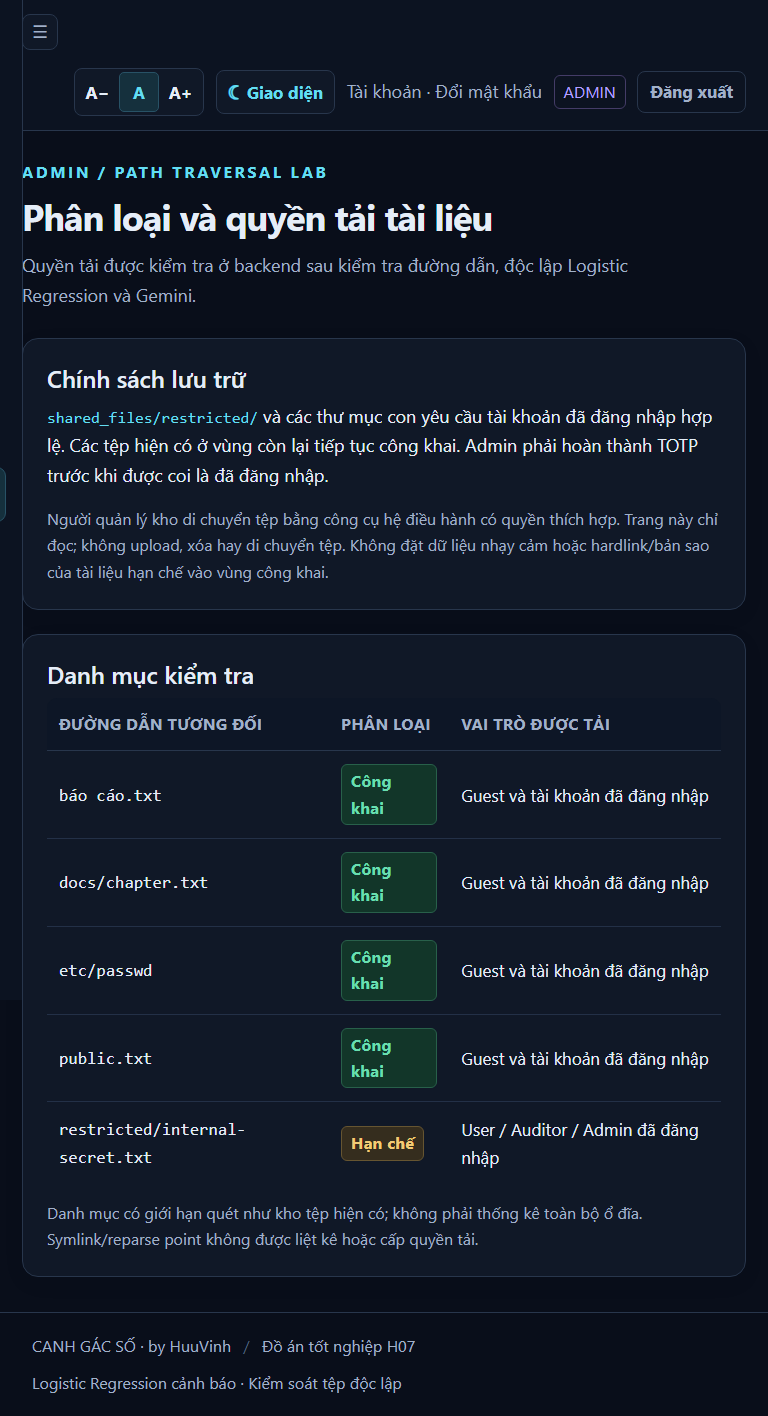 ☰
A− A A+ ☾ Giao diện Tài khoản · Đổi mật khẩu ADMIN Đăng xuất
ADMIN / PATH TRAVERSAL LAB
Phân loại và quyền tải tài liệu
Quyền tải được kiểm tra ở backend sau kiểm tra đường dẫn, độc lập Logistic
Regression và Gemini.
Chính sách lưu trữ
shared_files/restricted/ và các thư mục con yêu cầu tài khoản đã đăng nhập hợp
lệ. Các tệp hiện có ở vùng còn lại tiếp tục công khai. Admin phải hoàn thành TOTP
trước khi được coi là đã đăng nhập.
Người quản lý kho di chuyển tệp bằng công cụ hệ điều hành có quyền thích hợp. Trang này chỉ
đọc; không upload, xóa hay di chuyển tệp. Không đặt dữ liệu nhạy cảm hoặc hardlink/bản sao
của tài liệu hạn chế vào vùng công khai.
Danh mục kiểm tra
ĐƯỜNG DẪN TƯƠNG ĐỐI PHÂN LOẠI VAI TRÒ ĐƯỢC TẢI
báo cáo.txt Công khai Guest và tài khoản đã đăng nhập
docs/chapter.txt Công khai Guest và tài khoản đã đăng nhập
etc/passwd Công khai Guest và tài khoản đã đăng nhập
public.txt Công khai Guest và tài khoản đã đăng nhập
restricted/internal-
secret.txt Hạn chế User / Auditor / Admin đã đăng
nhập
Danh mục có giới hạn quét như kho tệp hiện có; không phải thống kê toàn bộ ổ đĩa.
Symlink/reparse point không được liệt kê hoặc cấp quyền tải.
CANH GÁC SỐ · by HuuVinh / Đồ án tốt nghiệp H07
Logistic Regression cảnh báo · Kiểm soát tệp độc lập